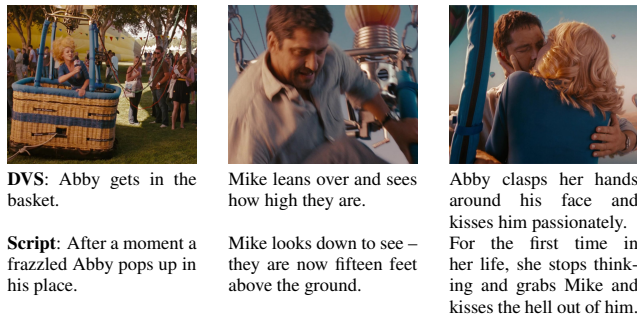 DVS: Abby gets in the
basket.
Script: After a moment a
frazzled Abby pops up in
his place.
Mike leans over and sees
how high they are.
Mike looks down to see –
they are now fifteen feet
above the ground.
Abby clasps her hands
around his face and
kisses him passionately.
For the first time in
her life, she stops think-
ing and grabs Mike and
kisses the hell out of him.